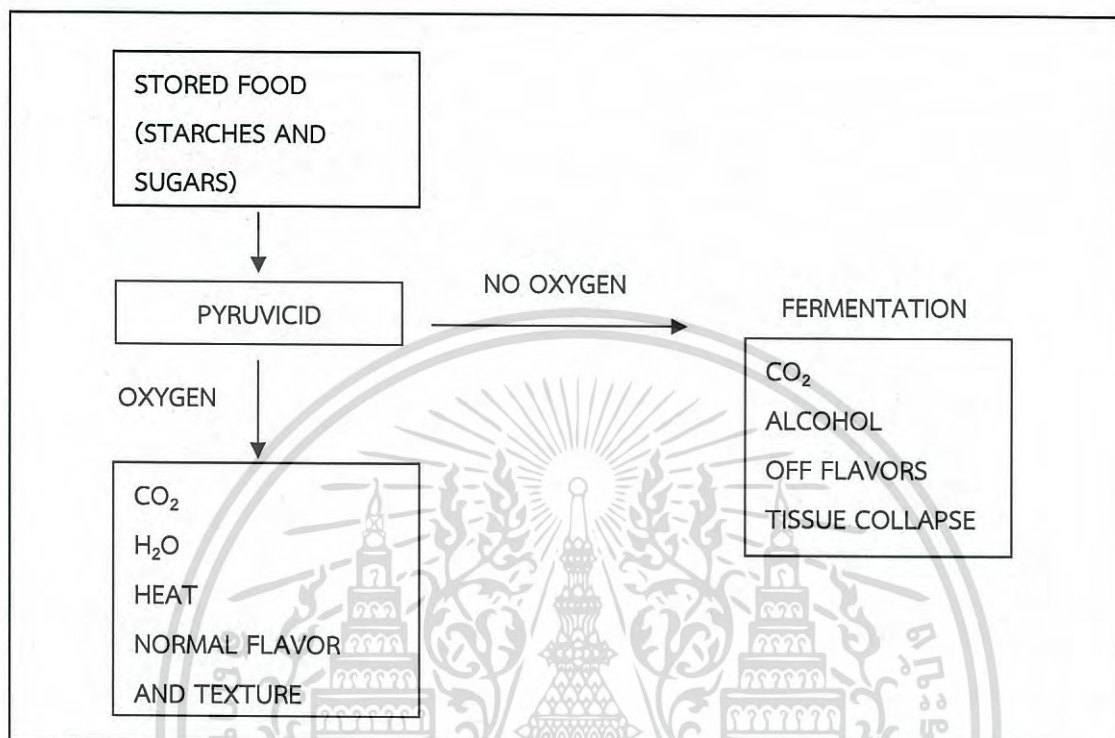 STORED FOOD
(STARCHES AND
SUGARS)
PYRUVICID
NO OXYGEN
FERMENTATION
OXYGEN
CO₂
ALCOHOL
OFF FLAVORS
TISSUE COLLAPSE
CO₂
H₂O
HEAT
NORMAL FLAVOR
AND TEXTURE